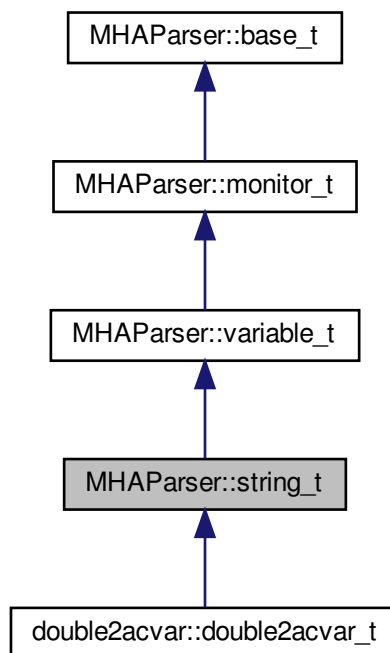 MHAParser::base_t
MHAParser::monitor_t
MHAParser::variable_t
MHAParser::string_t
double2acvar::double2acvar_t